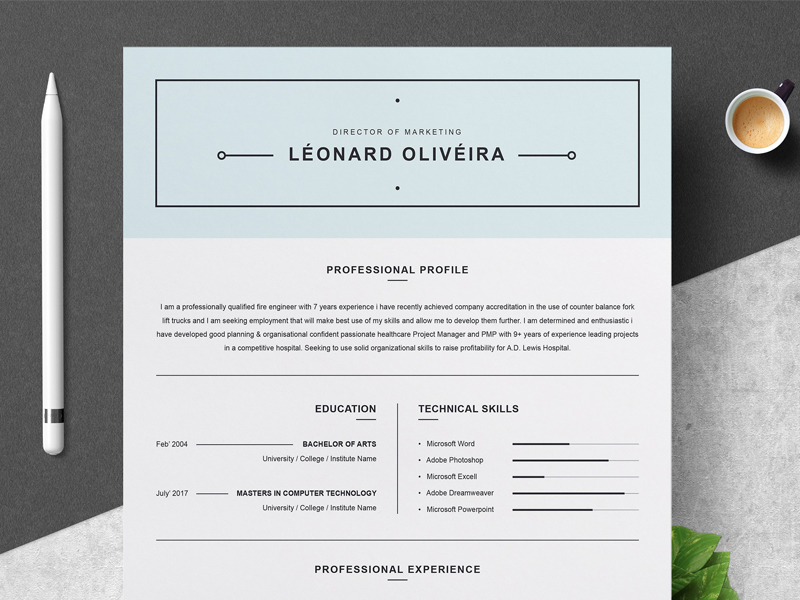 DIRECTOR OF MARKETING
LÉONARD OLIVÉIRA
PROFESSIONAL PROFILE
I am a professionally qualified fire engineer with 7 years experience i have recently achieved company accreditation in the use of counter balance fork
lift trucks and I am seeking employment that will make best use of my skills and allow me to develop them further. I am determined and enthusiastic i
have developed good planning & organisational confident passionate healthcare Project Manager and PMP with 9+ years of experience leading projects
in a competitive hospital. Seeking to use solid organizational skills to raise profitability for A.D. Lewis Hospital.
EDUCATION
Feb' 2004 BACHELOR OF ARTS
University / College / Institute Name
July' 2017 MASTERS IN COMPUTER TECHNOLOGY
University / College / Institute Name
TECHNICAL SKILLS
• Microsoft Word
• Adobe Photoshop
• Microsoft Excell
• Adobe Dreamweaver
• Microsoft Powerpoint
PROFESSIONAL EXPERIENCE